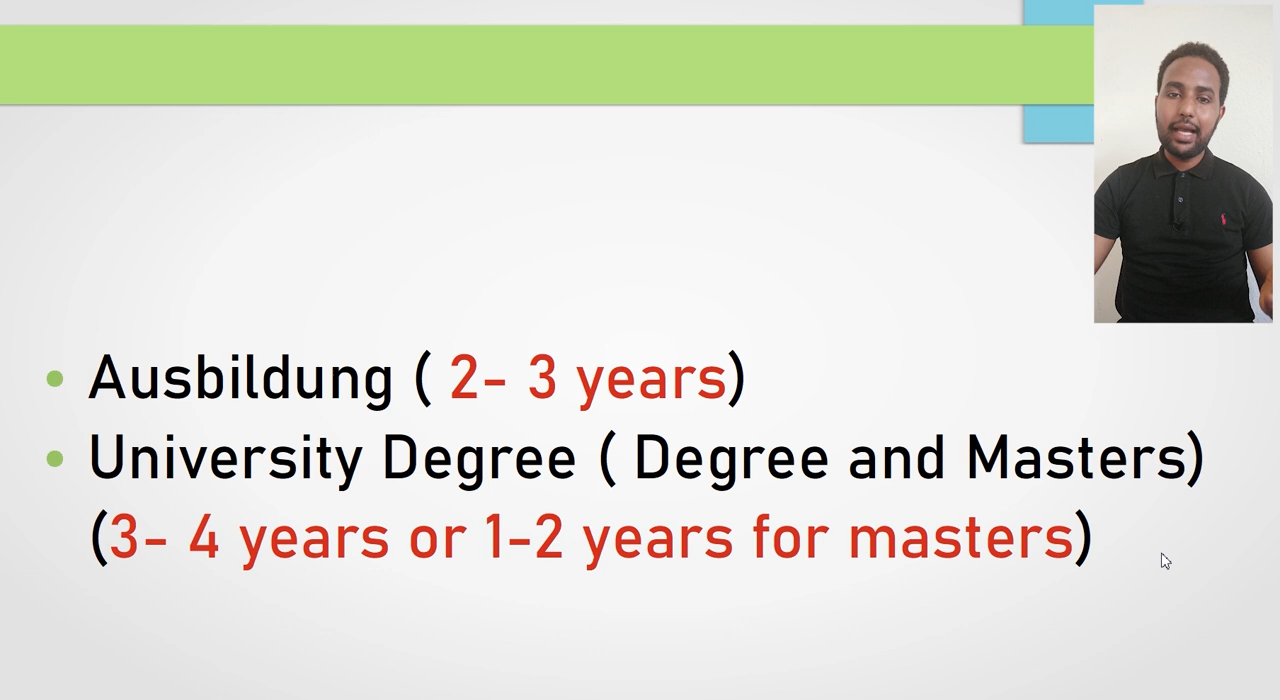 Ausbildung ( 2- 3 years)
University Degree ( Degree and Masters)
(3- 4 years or 1-2 years for masters)